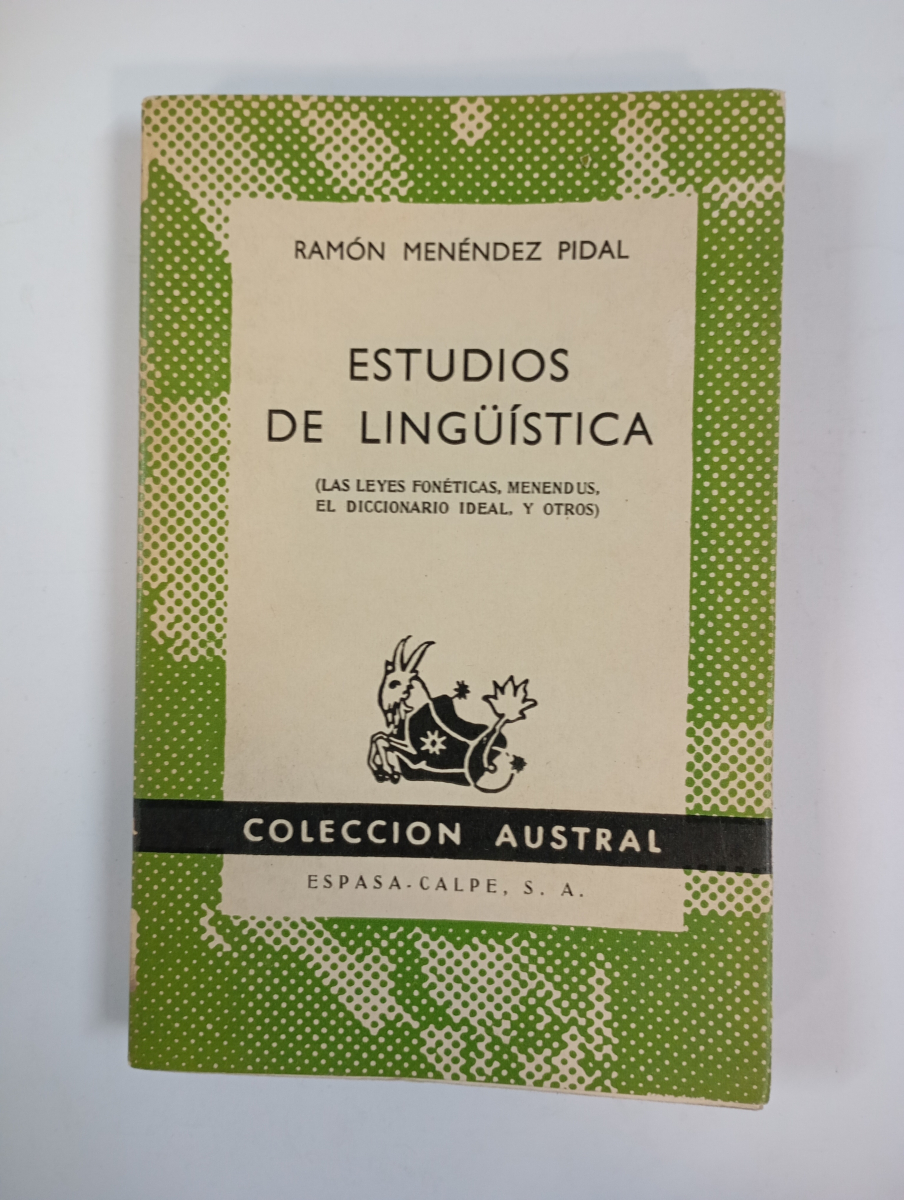 RAMÓN MENÉNDEZ PIDAL
ESTUDIOS
DE LINGÜÍSTICA
(LAS LEYES FONÉTICAS, MENENDUS,
EL DICCIONARIO IDEAL, Y OTROS)
COLECCION AUSTRAL
ESPASA-CALPE, S. A.